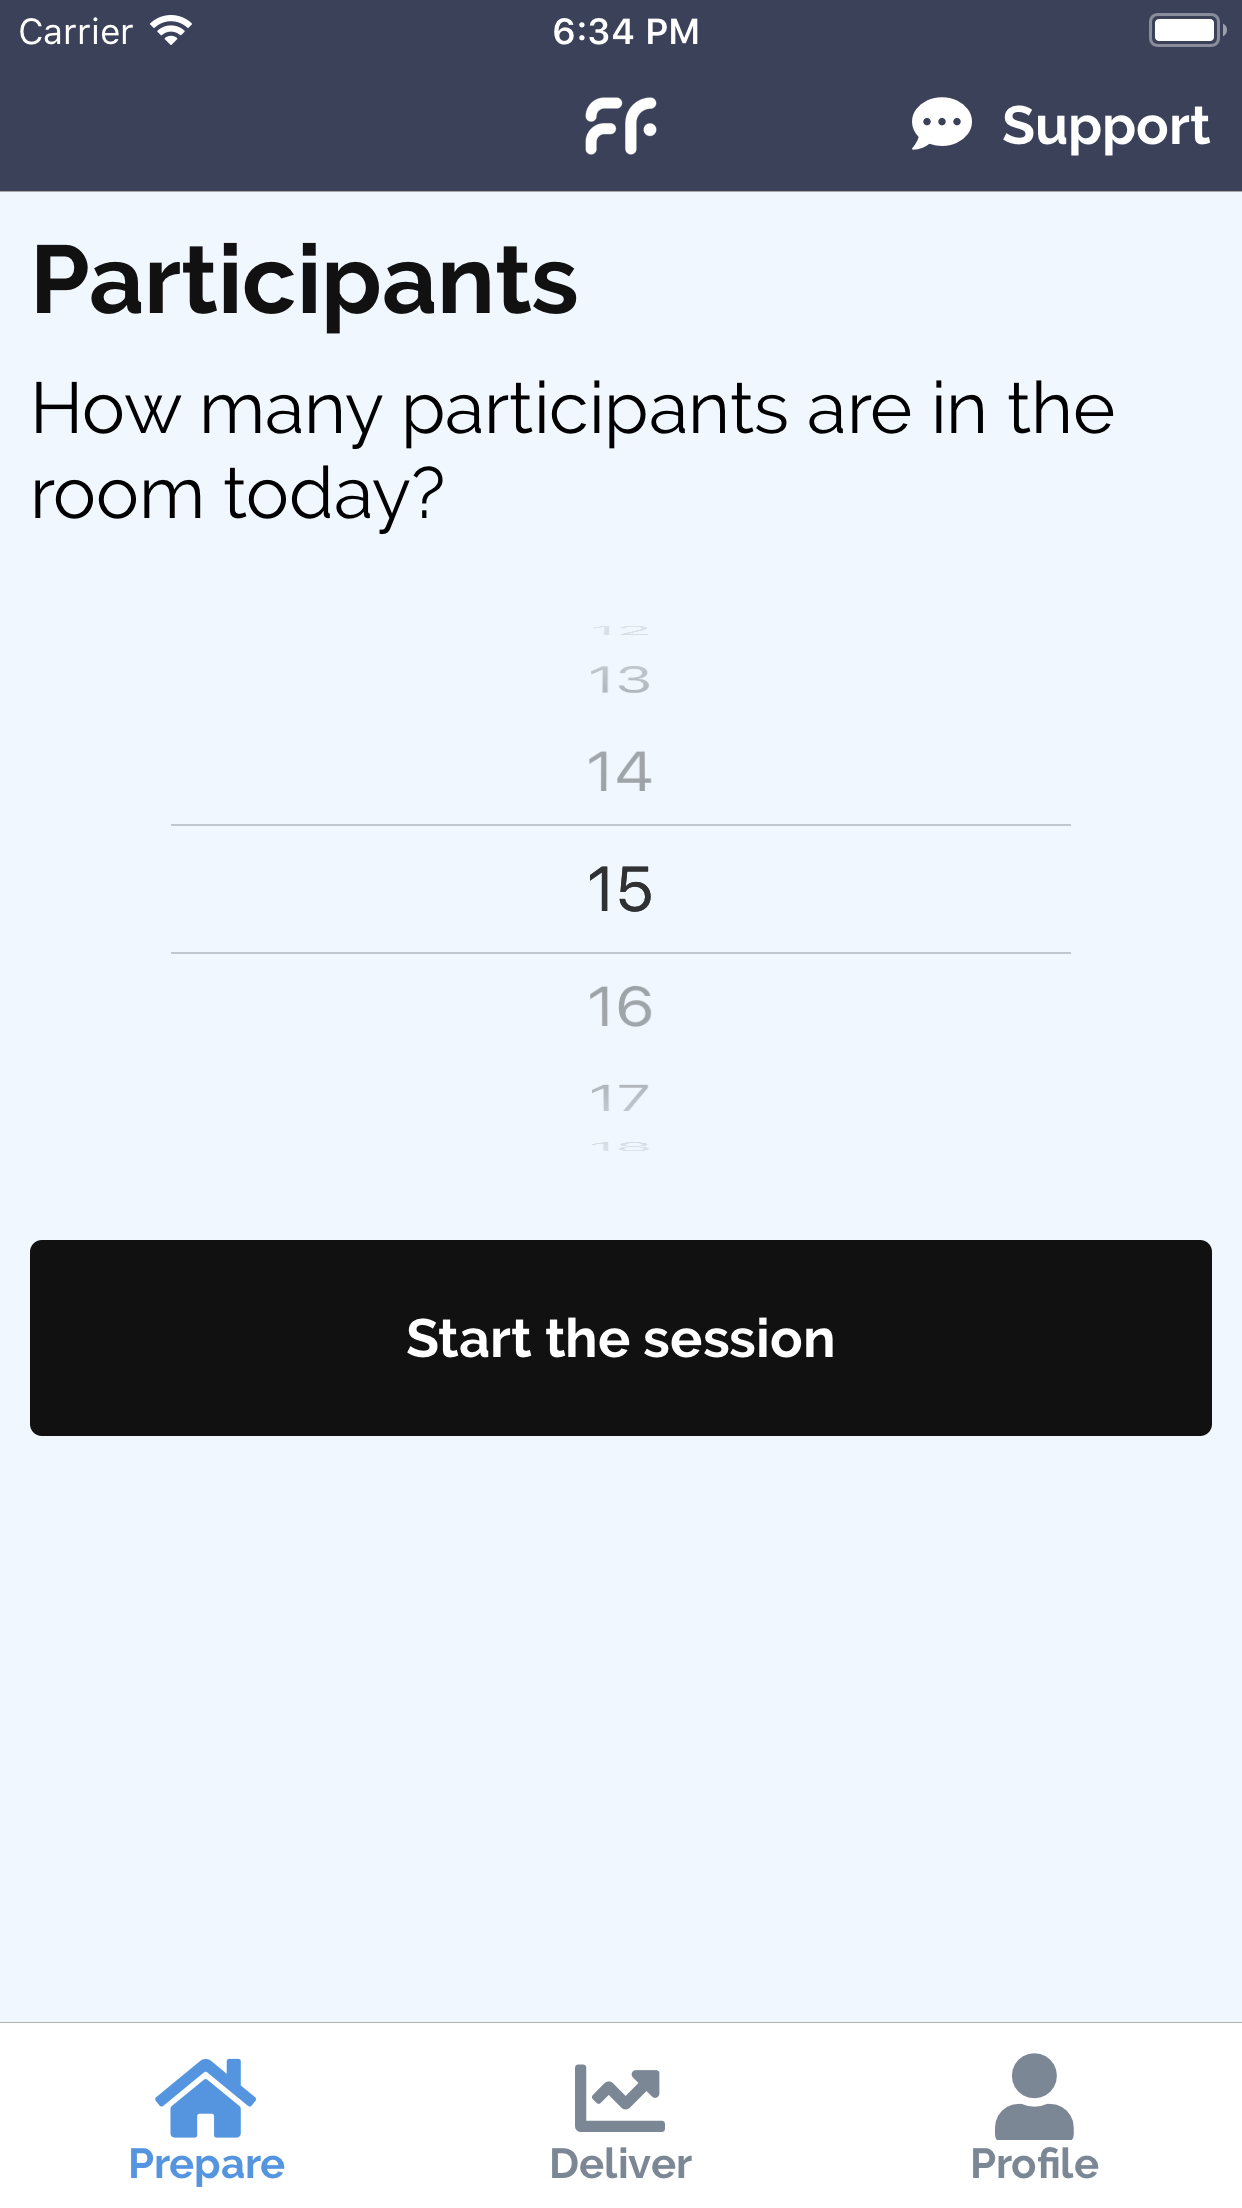 Carrier
6:34 PM
Support
Participants
How many participants are in the
room today?
12
13
14
15
16
17
18
Start the session
Prepare
Deliver
Profile